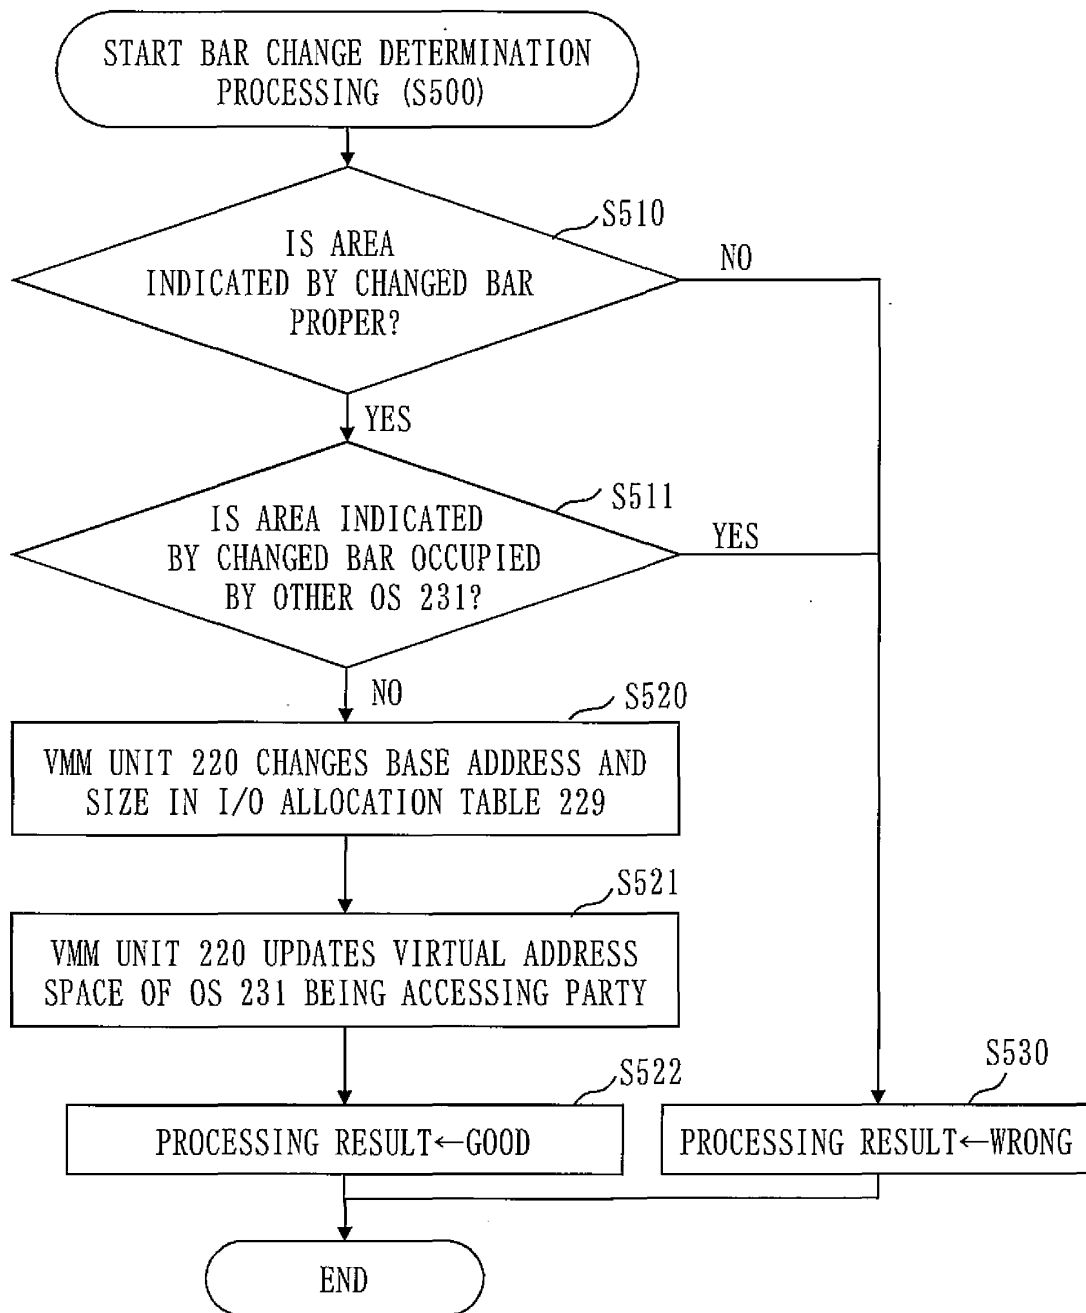 START BAR CHANGE DETERMINATION
PROCESSING (S500)
S510
IS AREA
INDICATED BY CHANGED BAR
PROPER?
NO
YES
S511
IS AREA INDICATED
BY CHANGED BAR OCCUPIED
BY OTHER OS 231?
YES
NO
S520
VMM UNIT 220 CHANGES BASE ADDRESS AND
SIZE IN I/O ALLOCATION TABLE 229
S521
VMM UNIT 220 UPDATES VIRTUAL ADDRESS
SPACE OF OS 231 BEING ACCESSING PARTY
S522
PROCESSING RESULT←GOOD
S530
PROCESSING RESULT←WRONG
END